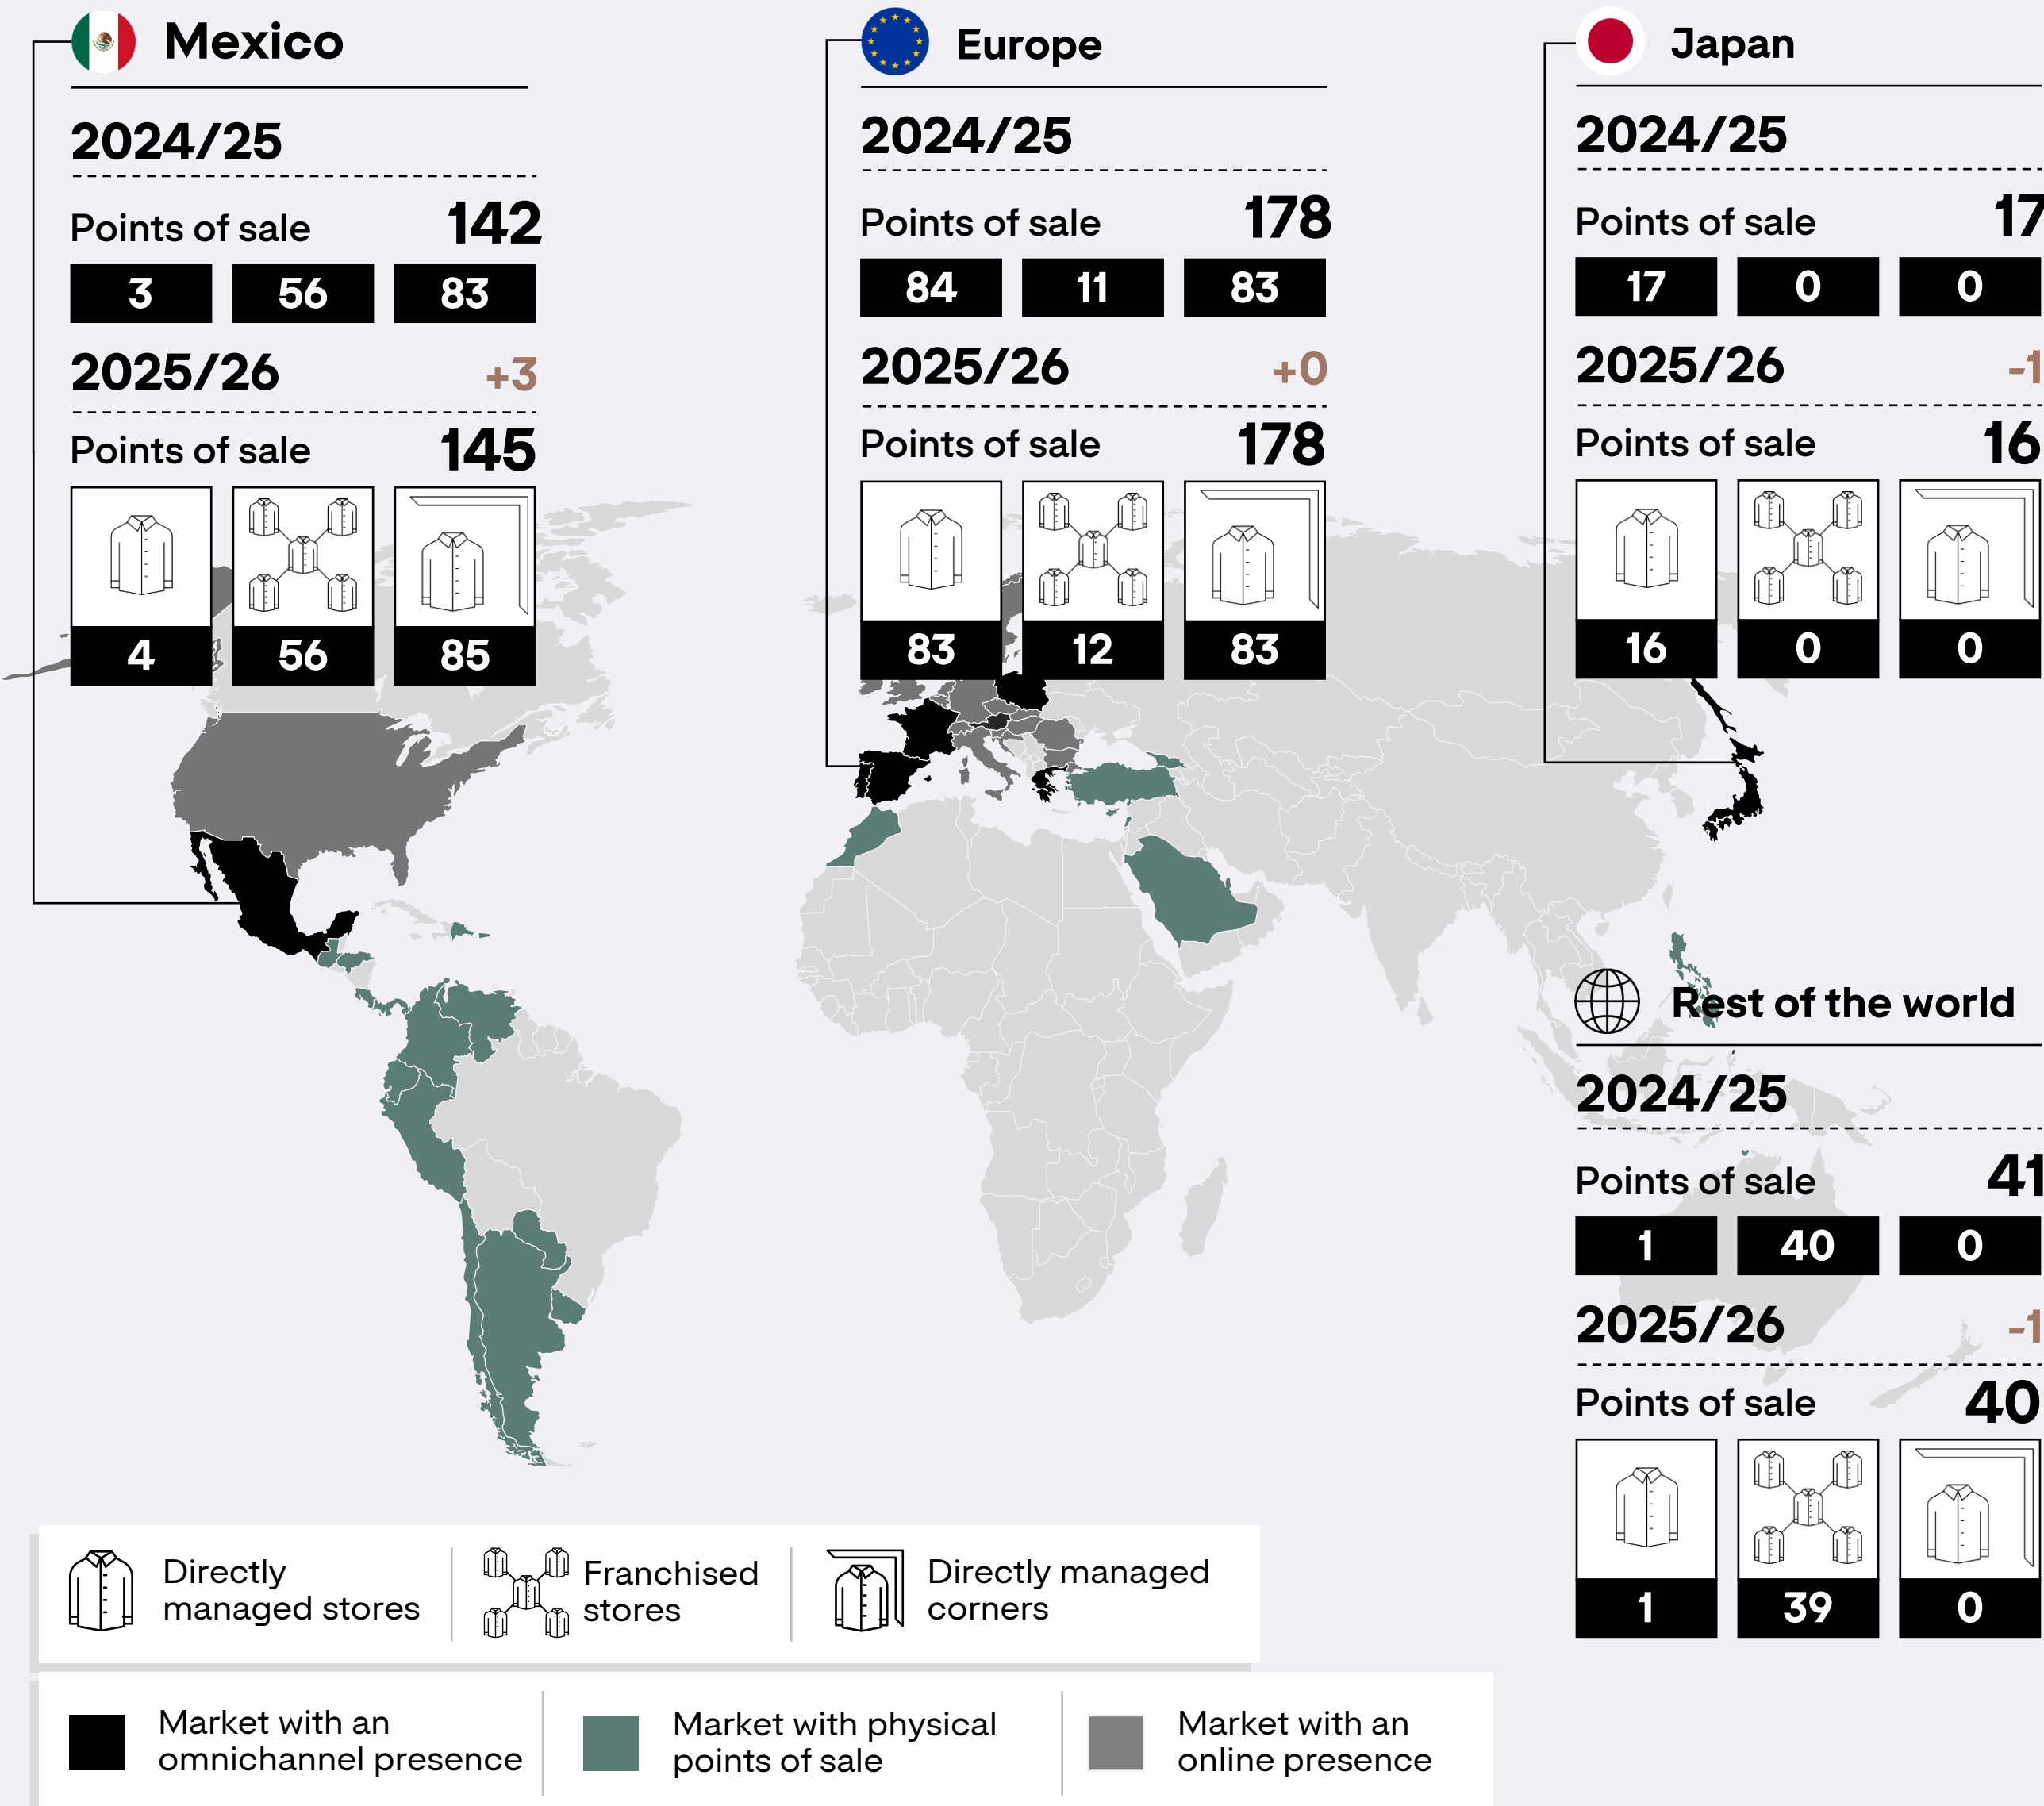 Mexico
2024/25
Points of sale 142
3 56 83
2025/26 +3
Points of sale 145
4 56 85
Europe
2024/25
Points of sale 178
84 11 83
2025/26 +0
Points of sale 178
83 12 83
Japan
2024/25
Points of sale 17
17 0 0
2025/26 -1
Points of sale 16
16 0 0
Rest of the world
2024/25
Points of sale 41
1 40 0
2025/26 -1
Points of sale 40
1 39 0
Directly
managed stores
Franchised
stores
Directly managed
corners
Market with an
omnichannel presence
Market with physical
points of sale
Market with an
online presence